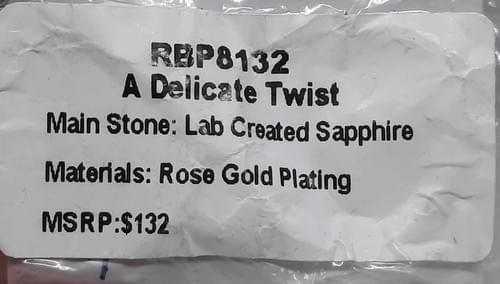 RBP8132
A Delicate Twist
Main Stone: Lab Created Sapphire
Materials: Rose Gold Plating
MSRP:$132